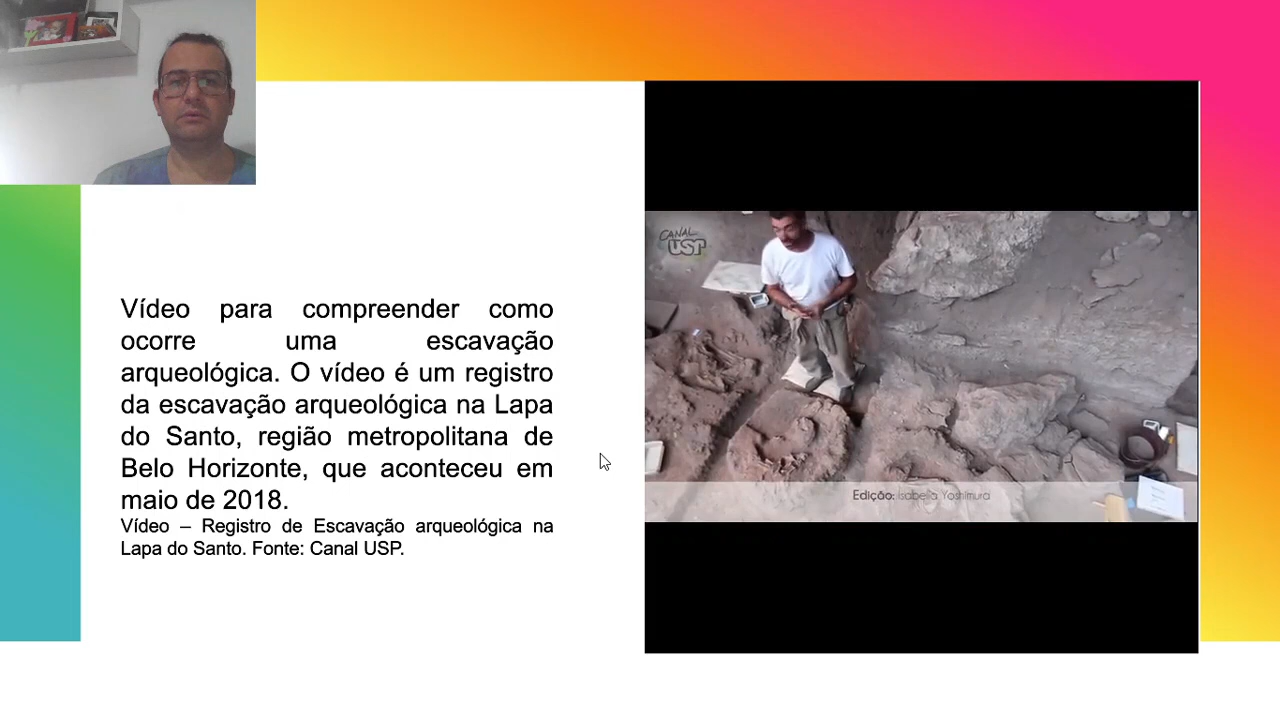 Vídeo para compreender como
ocorre uma escavação
arqueológica. O vídeo é um registro
da escavação arqueológica na Lapa
do Santo, região metropolitana de
Belo Horizonte, que aconteceu em
maio de 2018.
Vídeo – Registro de Escavação arqueológica na
Lapa do Santo. Fonte: Canal USP.
CANAL
USP
Edição: Isabella Yoshimura